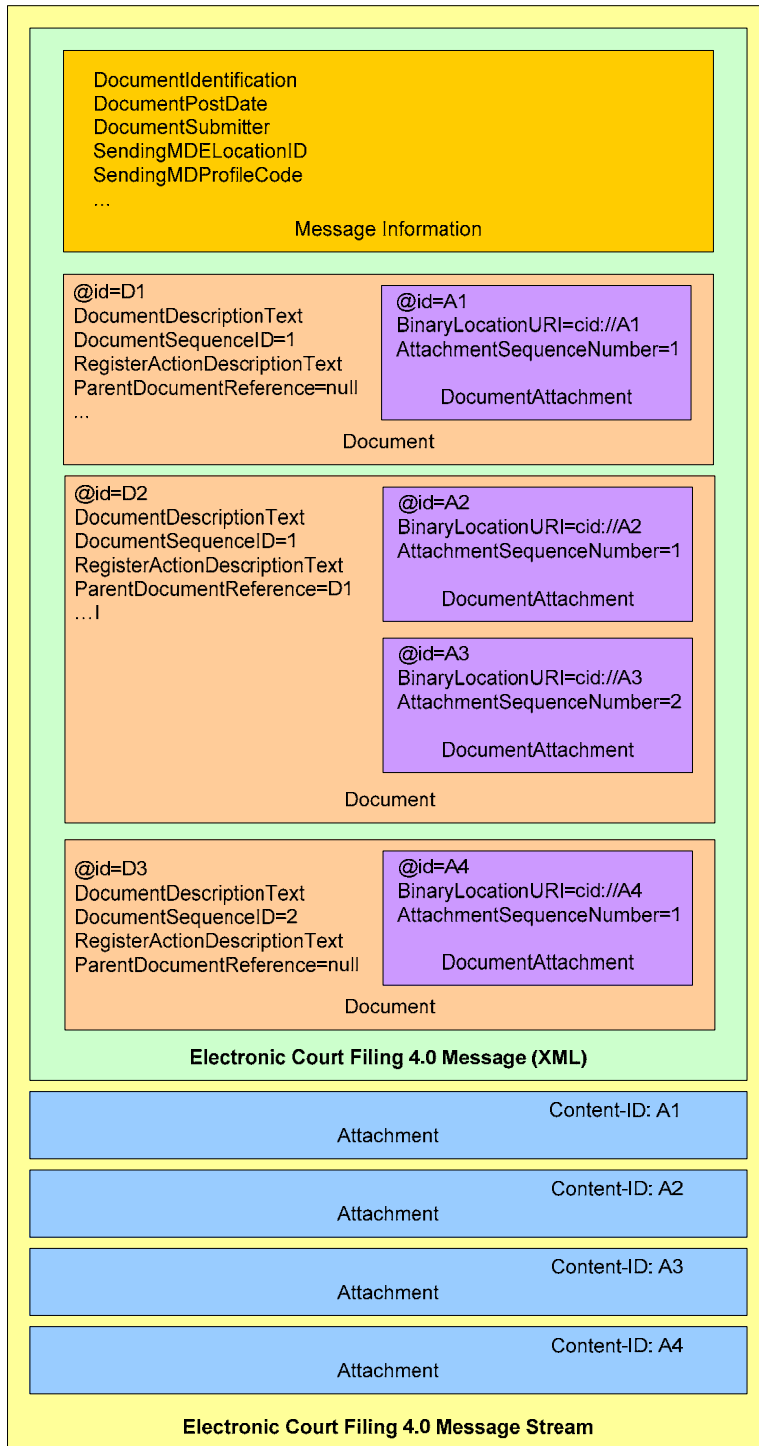 DocumentIdentification
DocumentPostDate
DocumentSubmitter
SendingMDELocationID
SendingMDProfileCode
...
Message Information
@id=D1
DocumentDescriptionText
DocumentSequenceID=1
RegisterActionDescriptionText
ParentDocumentReference=null
...
@id=A1
BinaryLocationURI=cid://A1
AttachmentSequenceNumber=1
DocumentAttachment
Document
@id=D2
DocumentDescriptionText
DocumentSequenceID=1
RegisterActionDescriptionText
ParentDocumentReference=D1
...I
@id=A2
BinaryLocationURI=cid://A2
AttachmentSequenceNumber=1
DocumentAttachment
@id=A3
BinaryLocationURI=cid://A3
AttachmentSequenceNumber=2
DocumentAttachment
Document
@id=D3
DocumentDescriptionText
DocumentSequenceID=2
RegisterActionDescriptionText
ParentDocumentReference=null
@id=A4
BinaryLocationURI=cid://A4
AttachmentSequenceNumber=1
DocumentAttachment
Document
Electronic Court Filing 4.0 Message (XML)
Content-ID: A1
Attachment
Content-ID: A2
Attachment
Content-ID: A3
Attachment
Content-ID: A4
Attachment
Electronic Court Filing 4.0 Message Stream